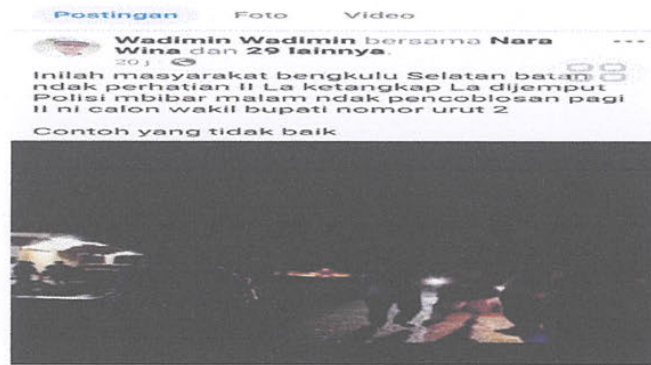 Postingan Foto Video
Wadimin Wadimin bersama Nara
Wina dan 29 lainnya.
20 j
Inilah masyarakat bengkulu Selatan batan
ndak perhatian II La ketangkap La dijemput
Polisi mbibar malam ndak pencoblosan pagi
II ni calon wakil bupati nomor urut 2
Contoh yang tidak baik